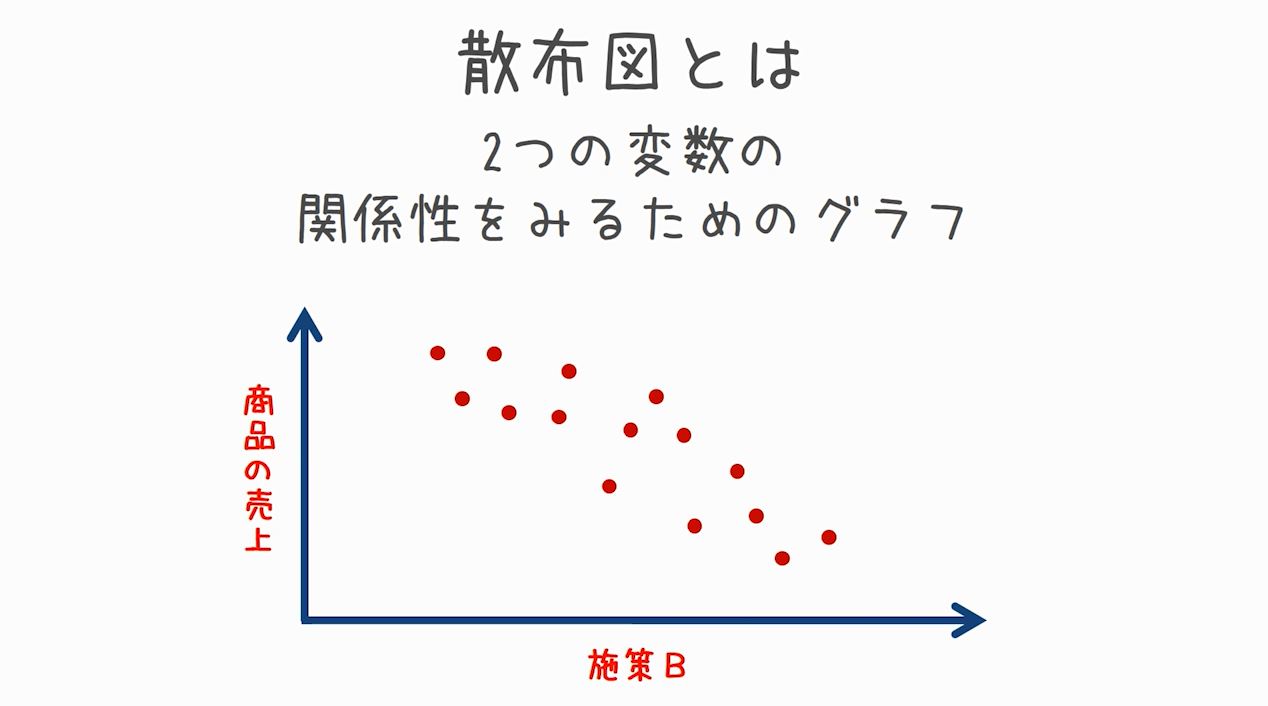 散布図とは
2つの変数の
関係性をみるためのグラフ
商品の売上
施策B